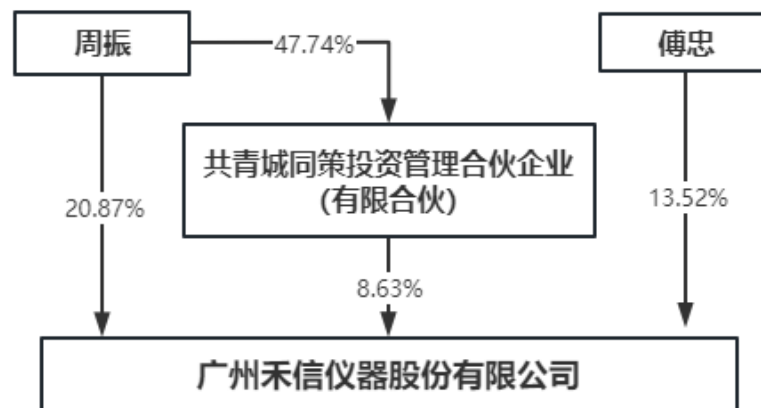 周振
47.74%
傅忠
共青城同策投资管理合伙企业
(有限合伙)
20.87%
13.52%
8.63%
广州禾信仪器股份有限公司